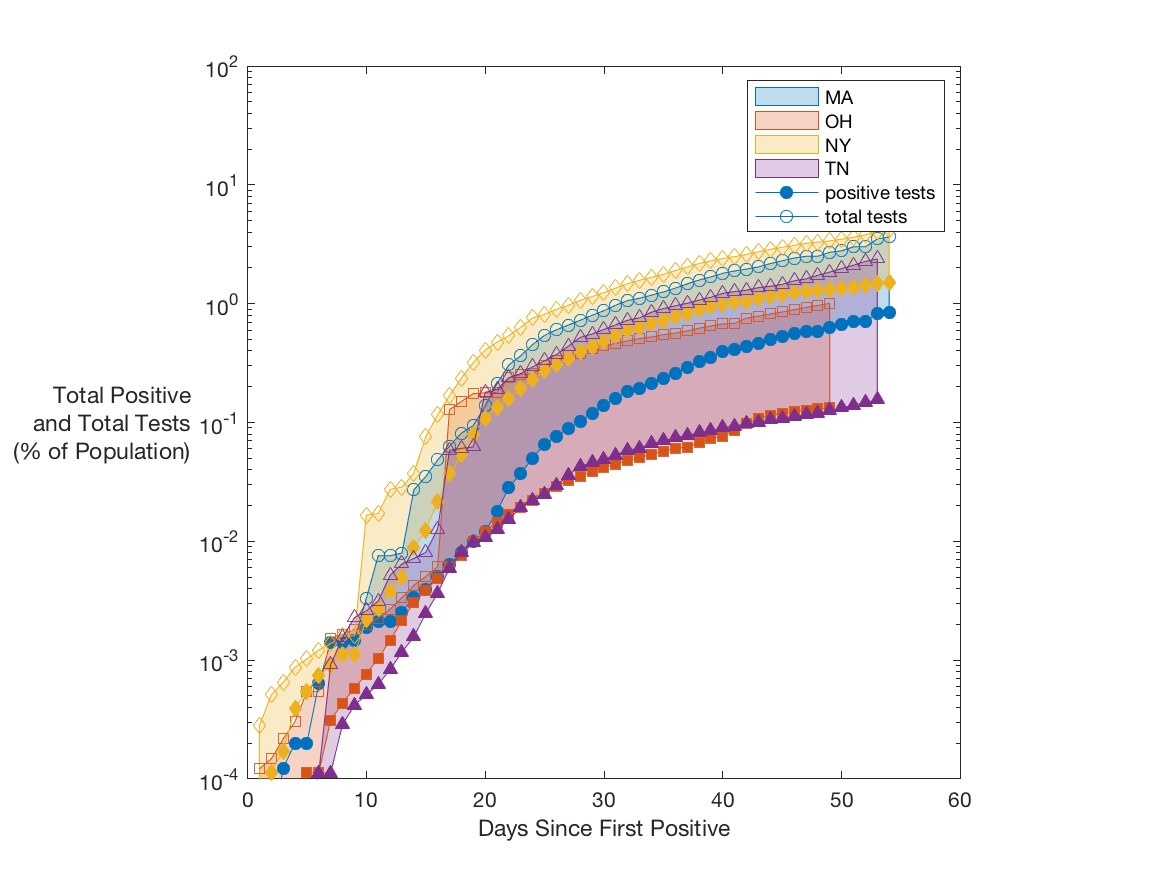 10^2
10^1
10^0
10^-1
10^-2
10^-3
10^-4
Total Positive
and Total Tests
(% of Population)
0 10 20 30 40 50 60
Days Since First Positive
MA
OH
NY
TN
positive tests
total tests